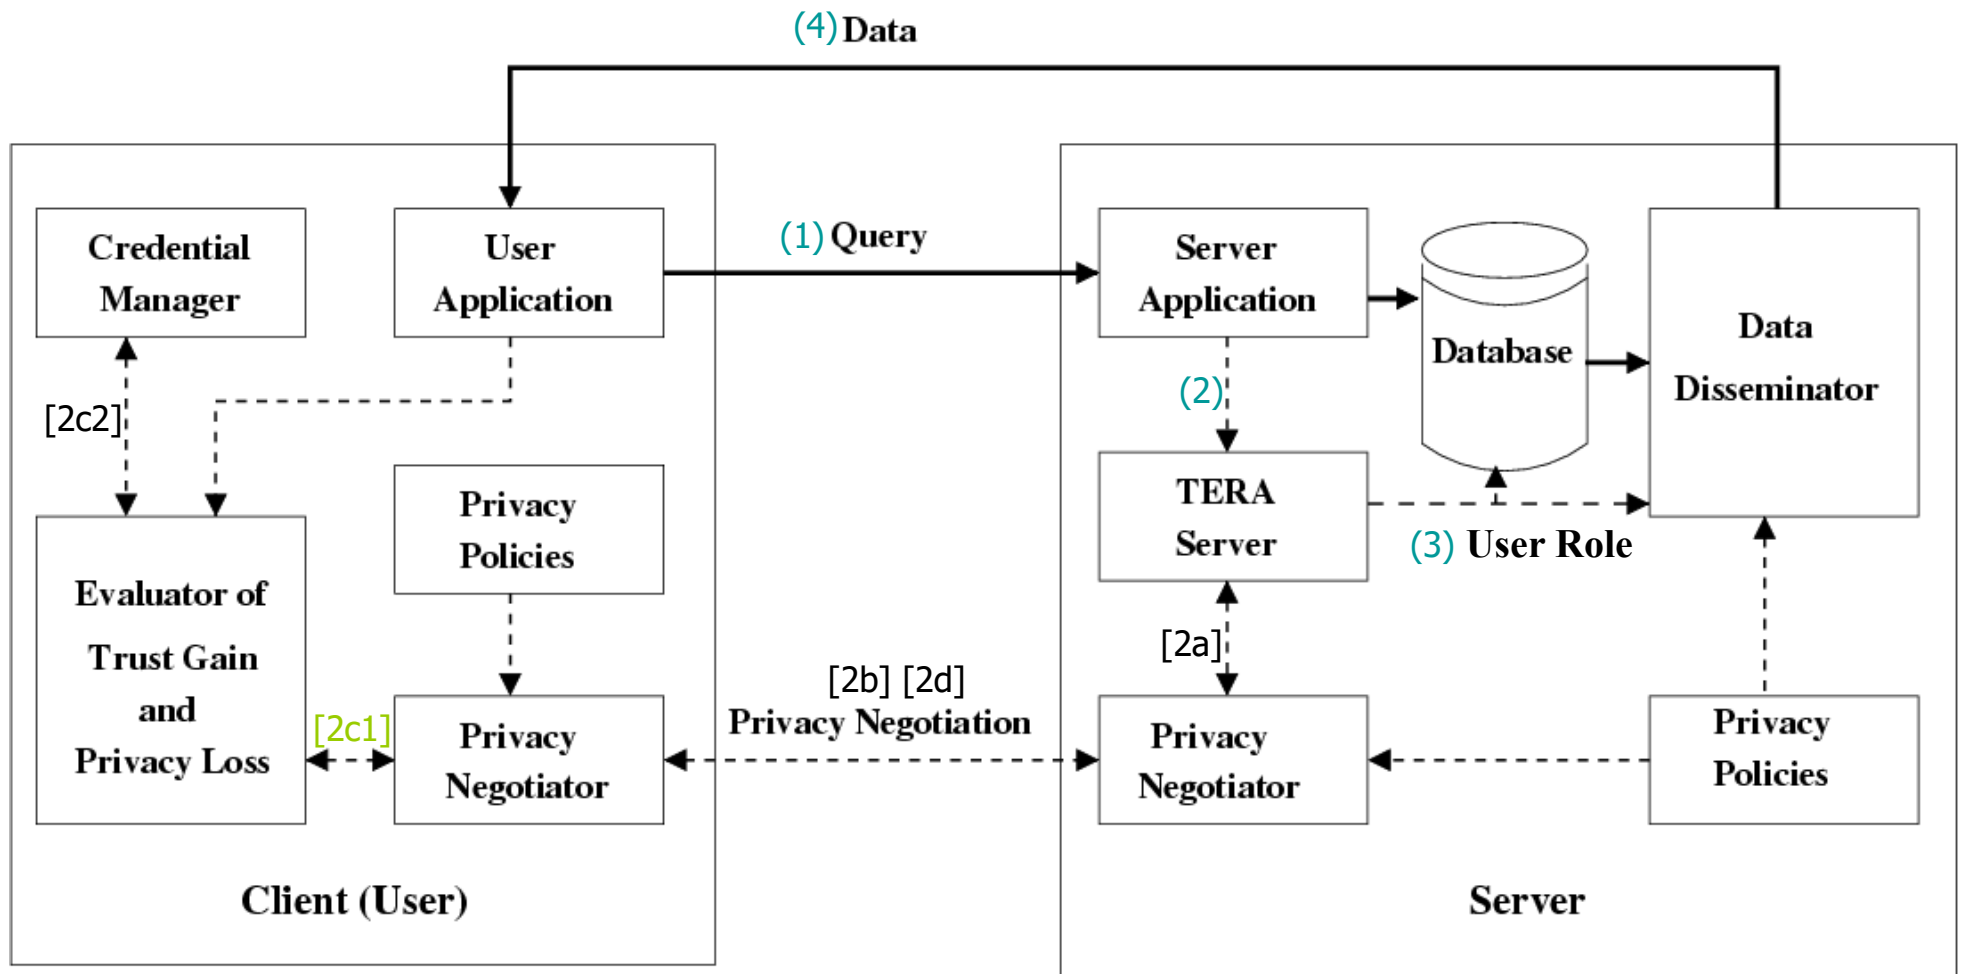 (4) Data
Credential
Manager
User
Application
(1) Query
Server
Application
Database
Data
Disseminator
[2c2]
(2)
Privacy
Policies
TERA
Server
(3) User Role
Evaluator of
Trust Gain
and
Privacy Loss
[2c1]
Privacy
Negotiator
[2b] [2d]
Privacy Negotiation
[2a]
Privacy
Negotiator
Privacy
Policies
Client (User)
Server